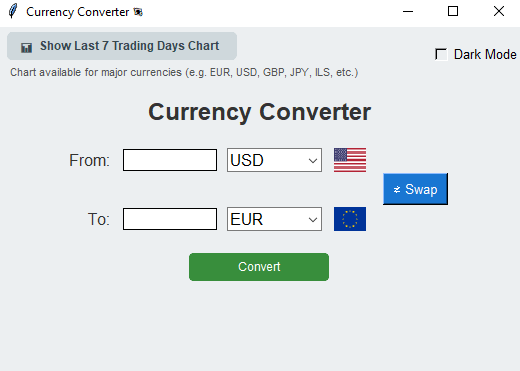 Currency Converter
Show Last 7 Trading Days Chart
Dark Mode
Chart available for major currencies (e.g. EUR, USD, GBP, JPY, ILS, etc.)
Currency Converter
From:
USD
Swap
To:
EUR
Convert